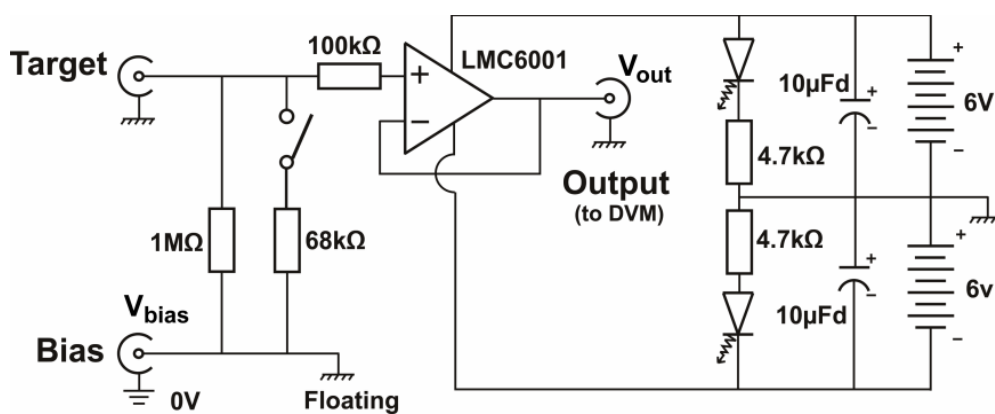 Target
100kΩ
LMC6001
+
−
Vout
Output
(to DVM)
1MΩ
68kΩ
Vbias
Bias
0V
Floating
4.7kΩ
4.7kΩ
10µFd
+
−
10µFd
+
−
+
6V
−
+
6v
−